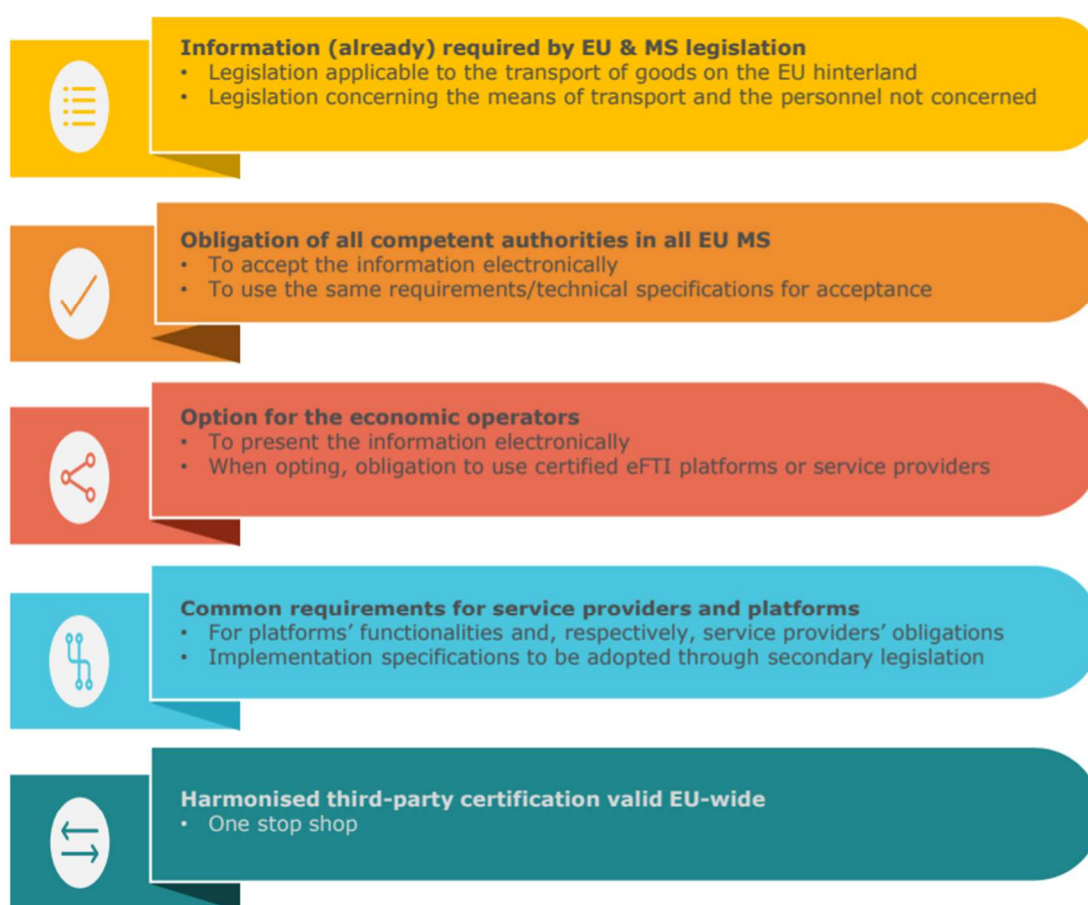 Information (already) required by EU & MS legislation
• Legislation applicable to the transport of goods on the EU hinterland
• Legislation concerning the means of transport and the personnel not concerned
Obligation of all competent authorities in all EU MS
• To accept the information electronically
• To use the same requirements/technical specifications for acceptance
Option for the economic operators
• To present the information electronically
• When opting, obligation to use certified eFTI platforms or service providers
Common requirements for service providers and platforms
• For platforms’ functionalities and, respectively, service providers’ obligations
• Implementation specifications to be adopted through secondary legislation
Harmonised third-party certification valid EU-wide
• One stop shop